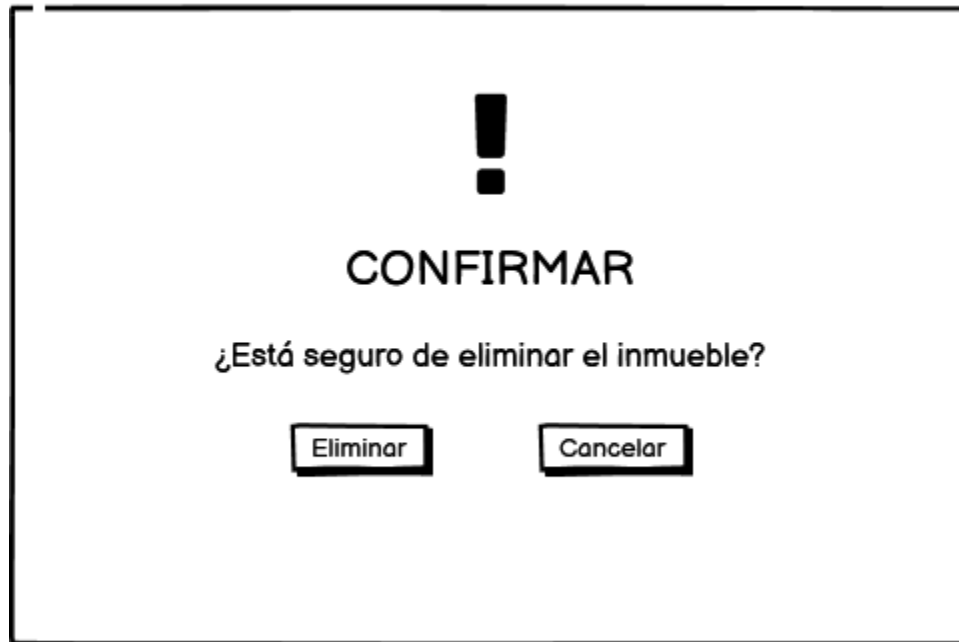 !
CONFIRMAR
¿Está seguro de eliminar el inmueble?
Eliminar
Cancelar